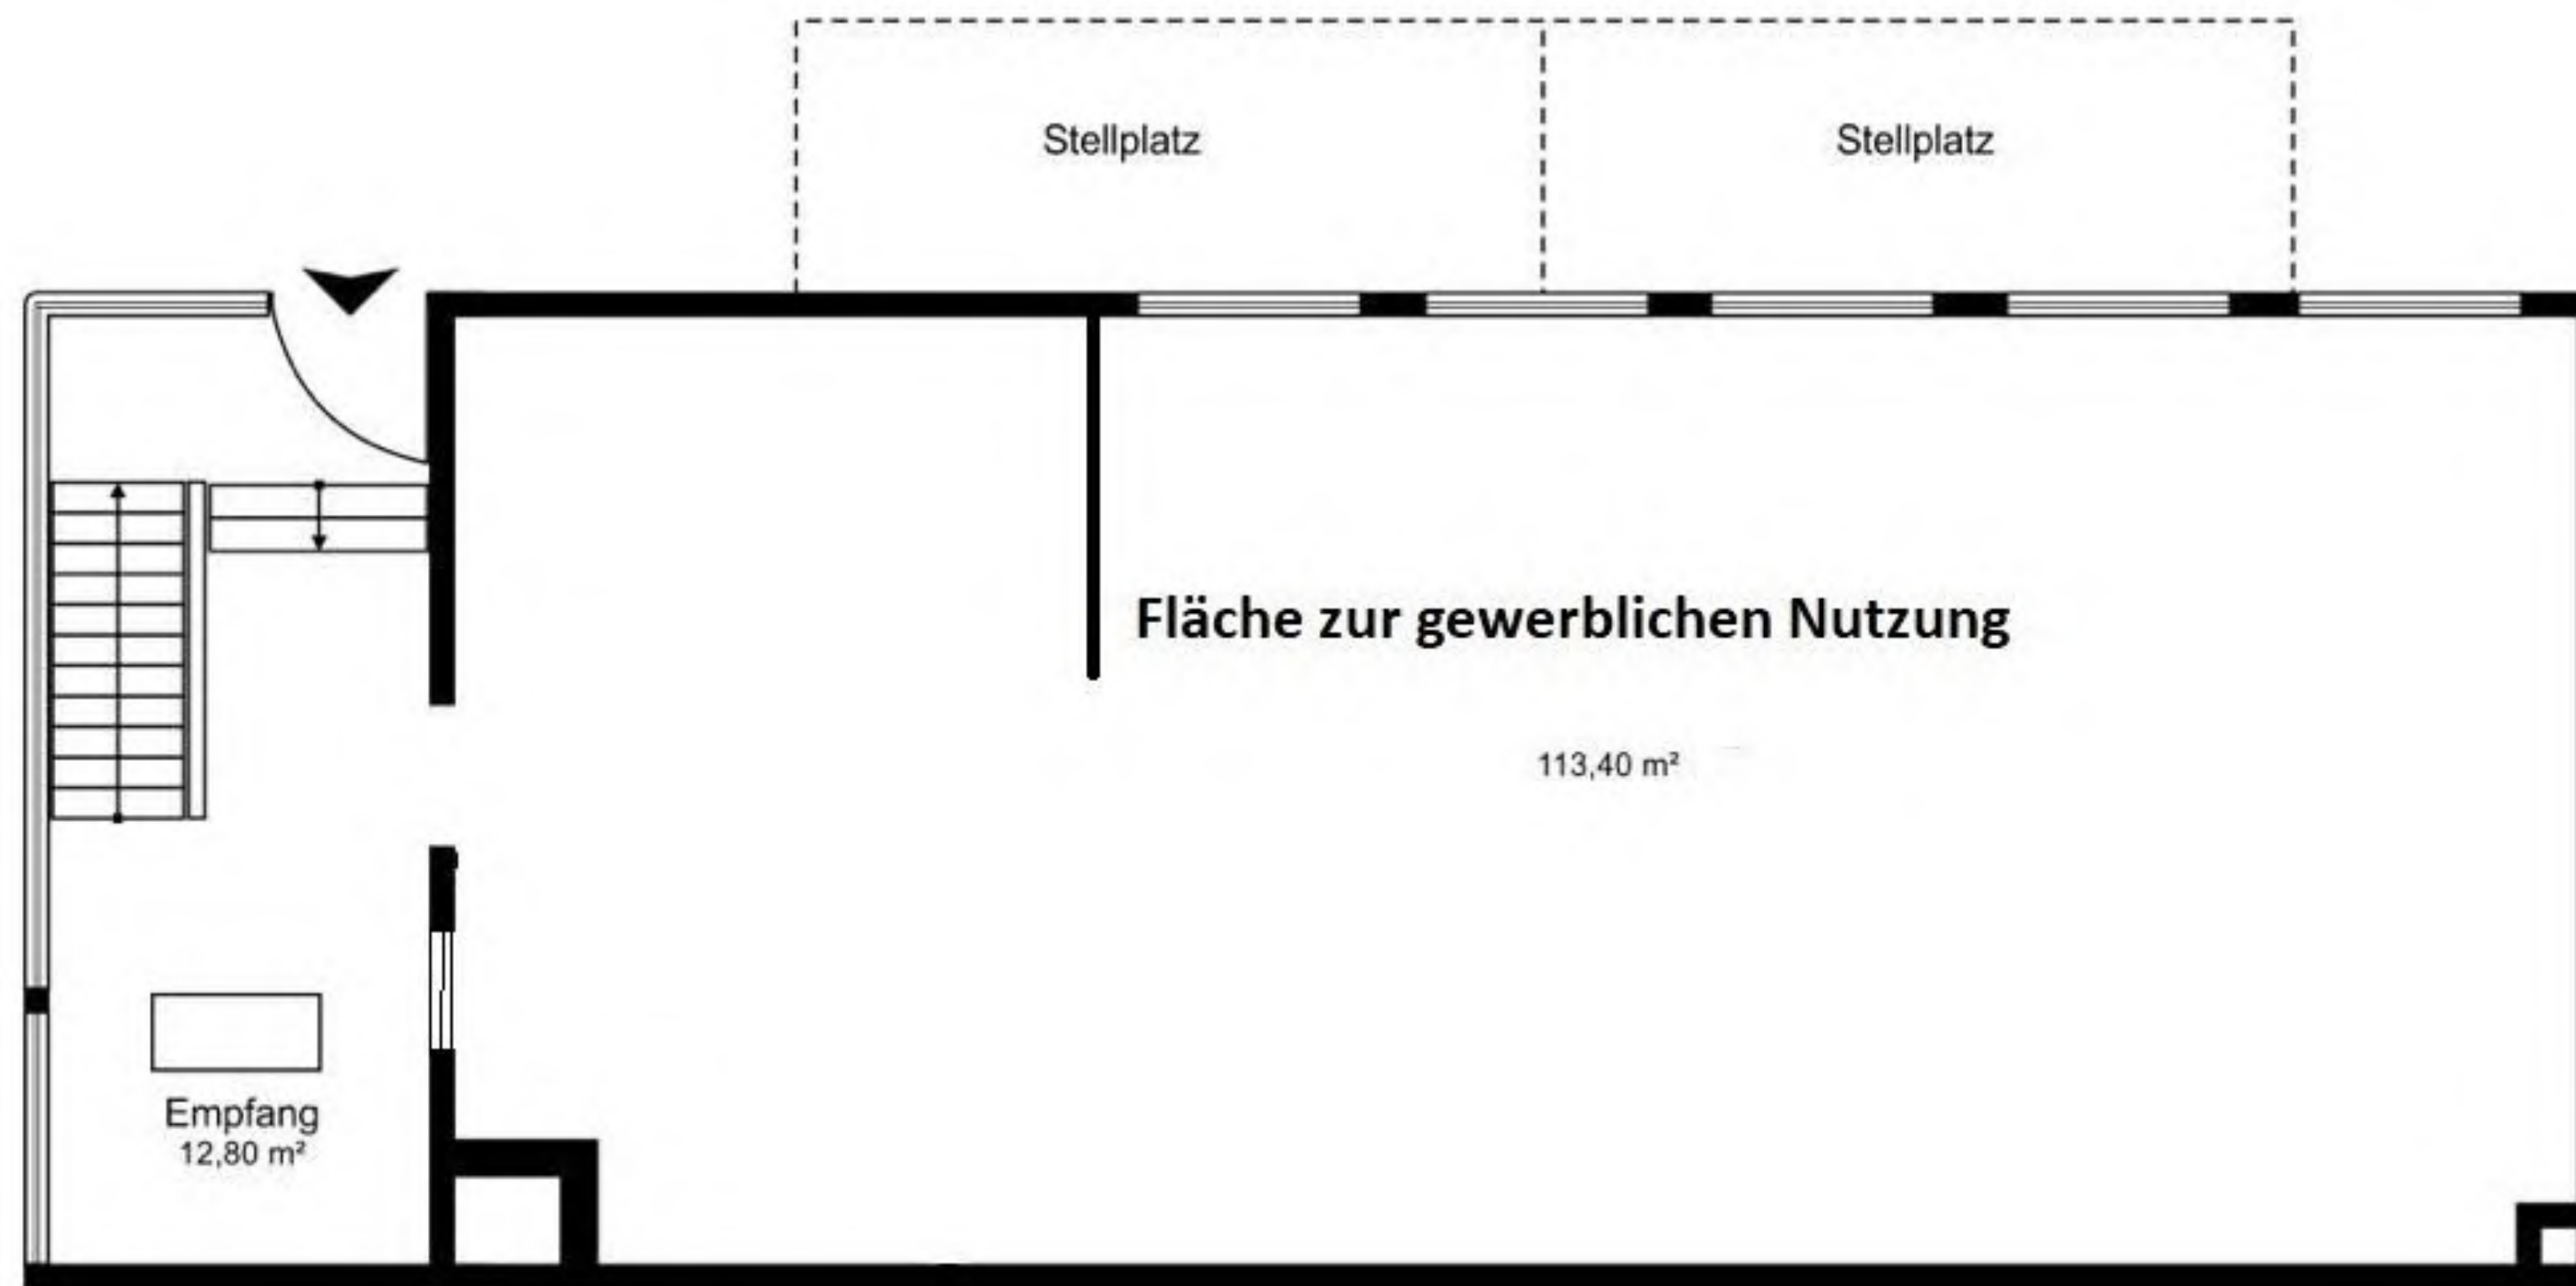 Stellplatz
Stellplatz
Fläche zur gewerblichen Nutzung
113,40 m²
Empfang
12,80 m²